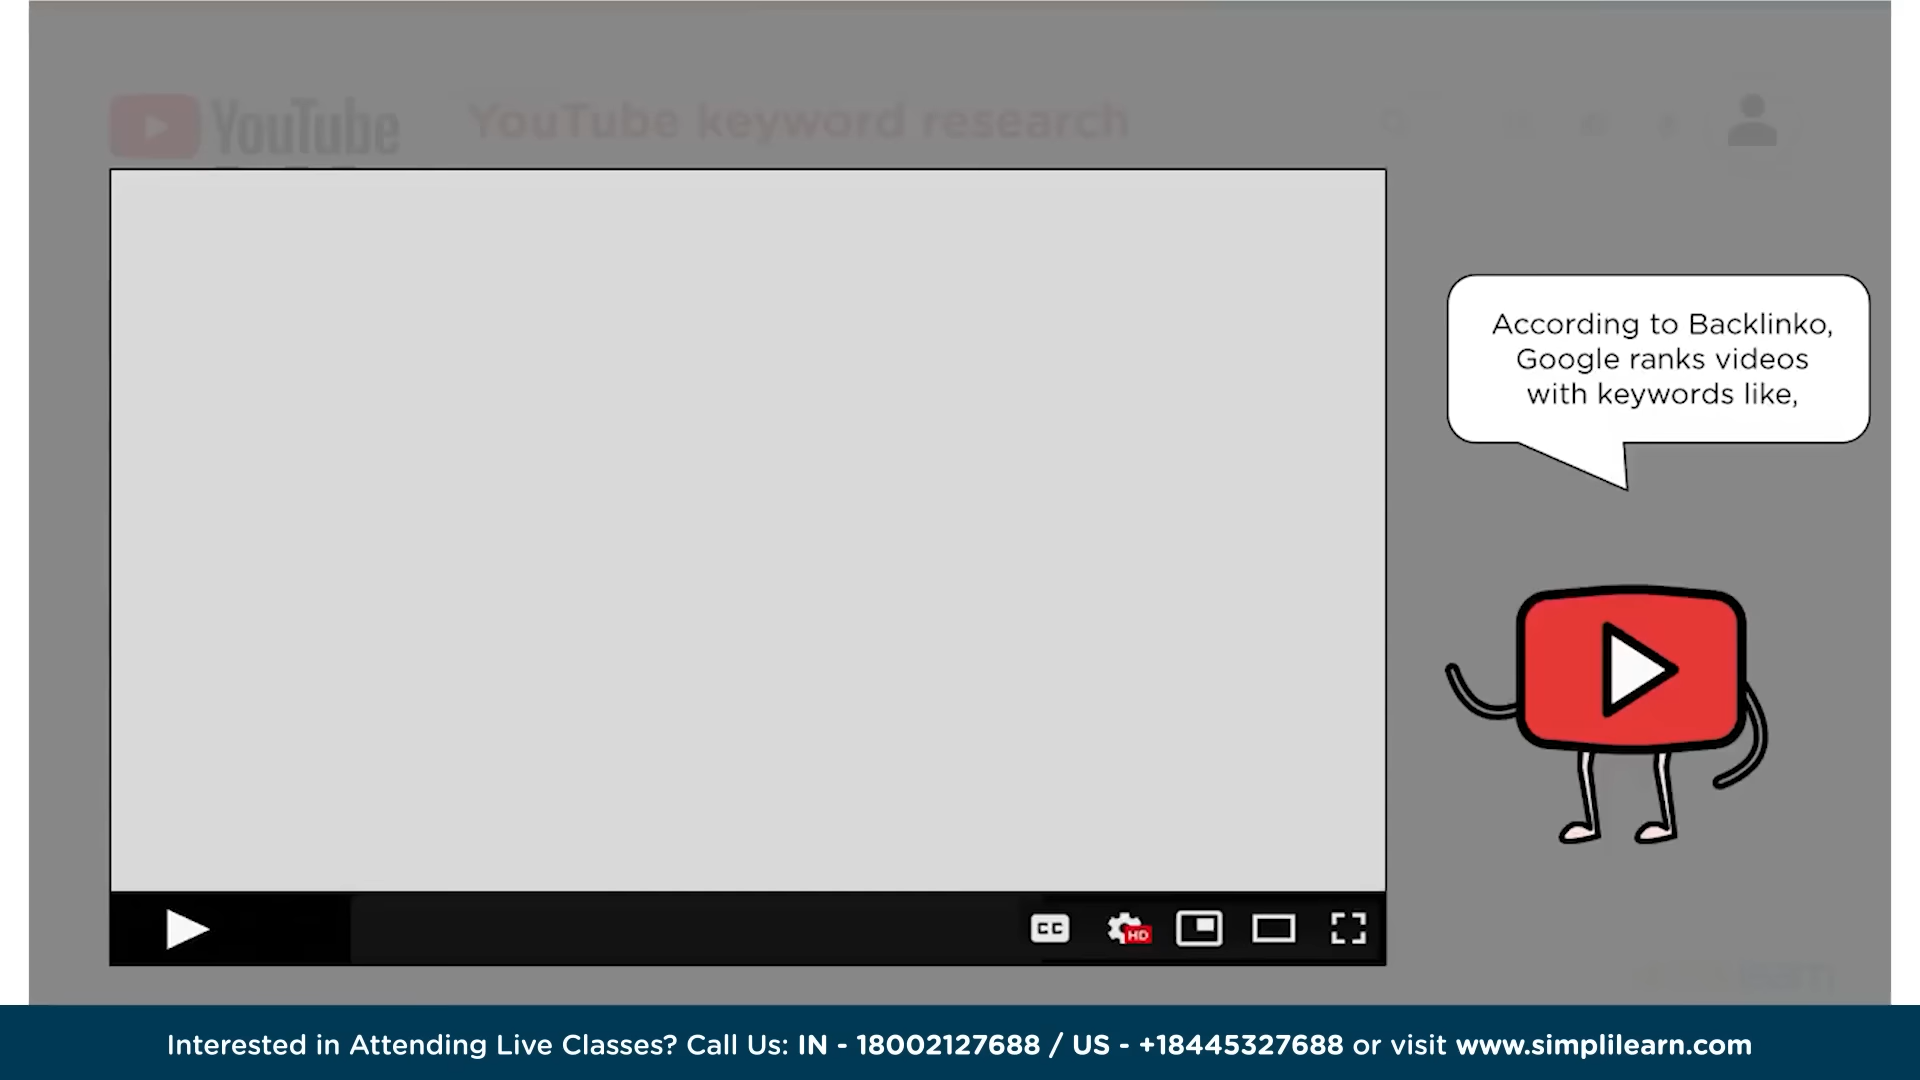 YouTube
YouTube keyword research
According to Backlinko,
Google ranks videos
with keywords like,
CC
HD
Interested in Attending Live Classes? Call Us: IN - 18002127688 / US - +18445327688 or visit www.simplilearn.com